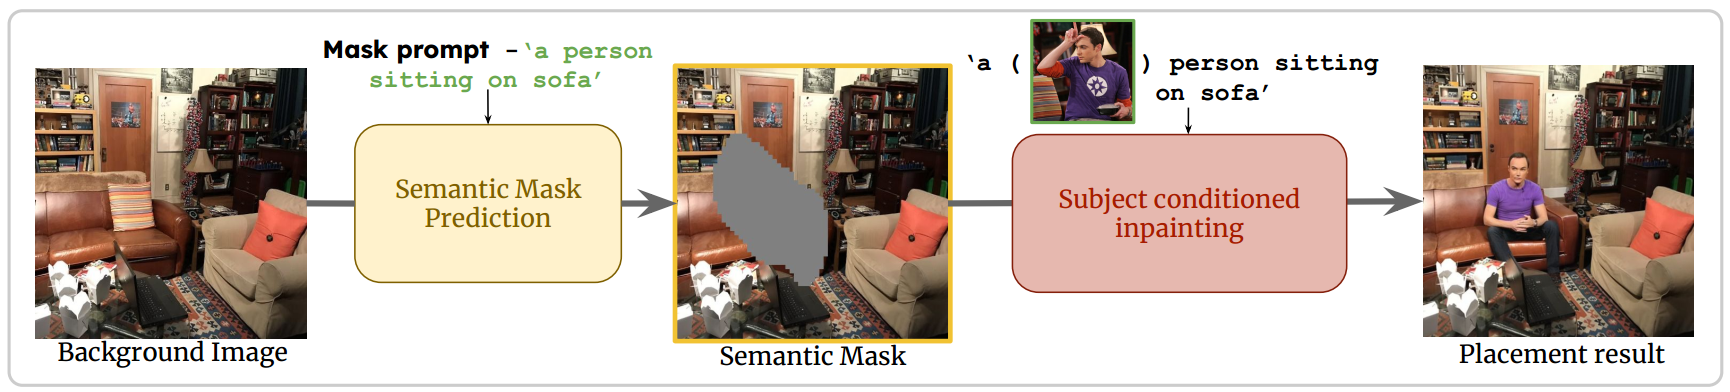 Mask prompt -‘a person
sitting on sofa’
‘a ( ) person sitting
on sofa’
Semantic Mask
Prediction
Subject conditioned
inpainting
Background Image
Semantic Mask
Placement result